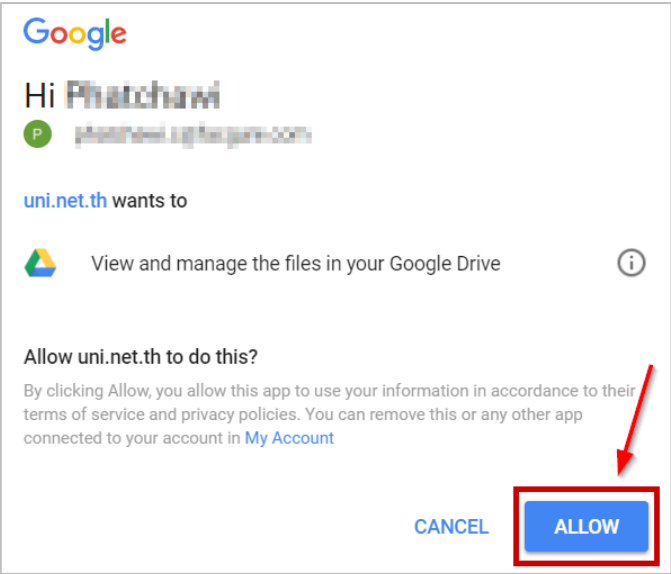 Google
Hi
P
uni.net.th wants to
View and manage the files in your Google Drive
Allow uni.net.th to do this?
By clicking Allow, you allow this app to use your information in accordance to their
terms of service and privacy policies. You can remove this or any other app
connected to your account in My Account
CANCEL ALLOW